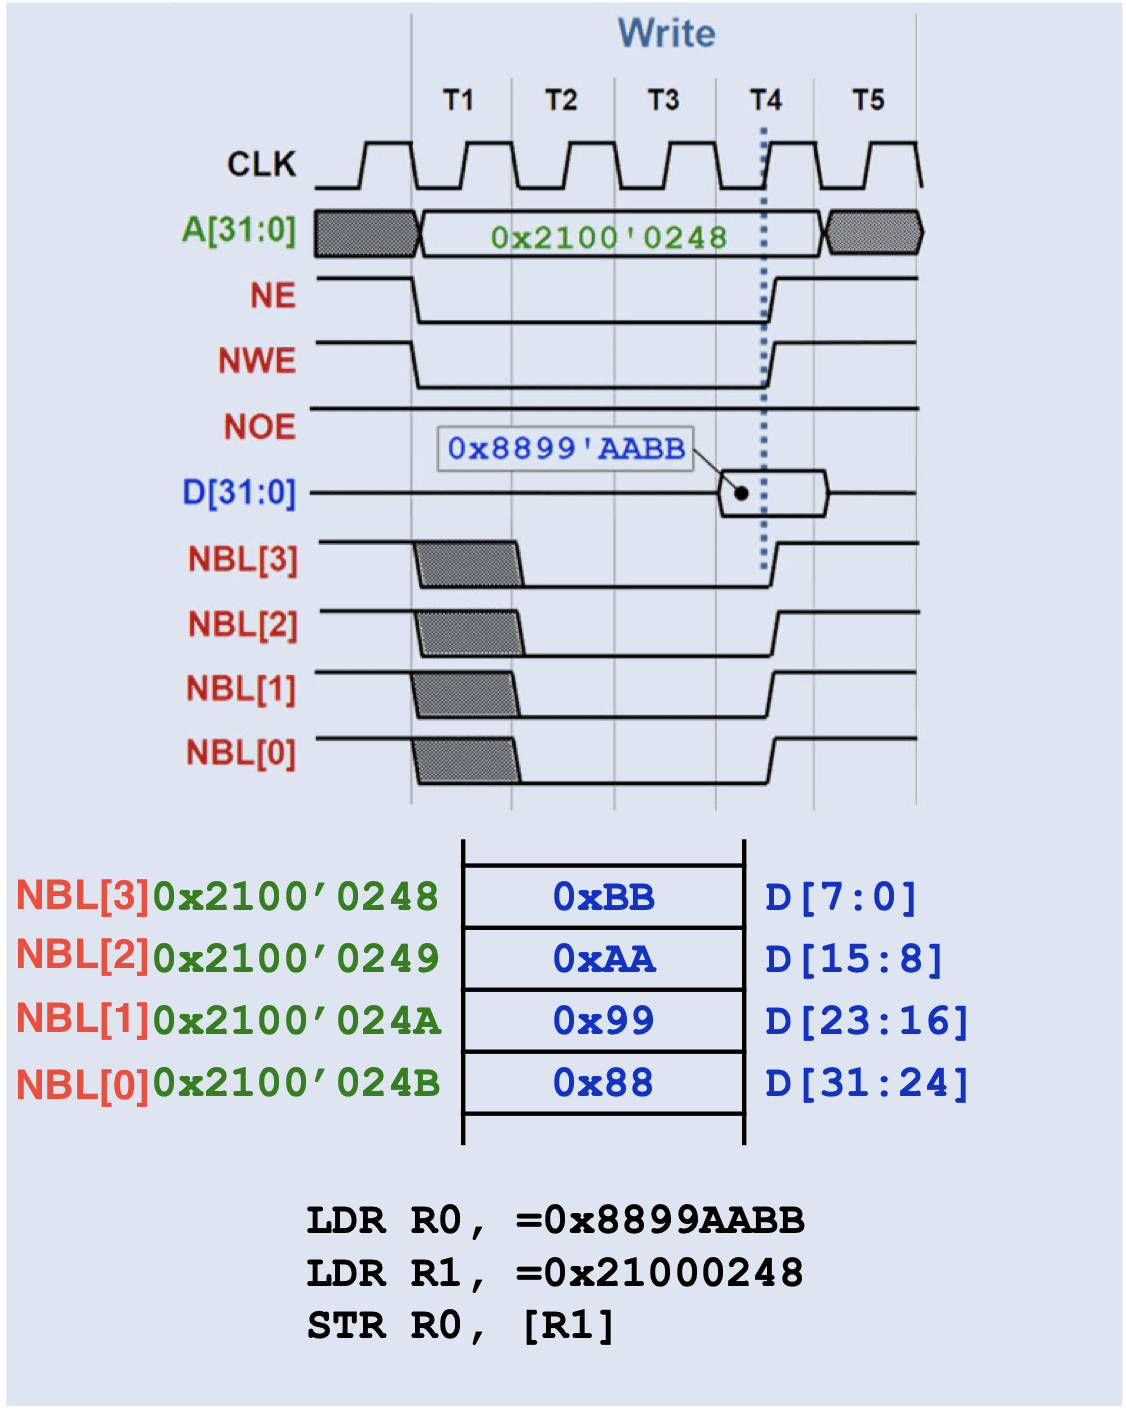 Write
T1 T2 T3 T4 T5
CLK
A[31:0] 0x2100'0248
NE
NWE
NOE
0x8899'AABB
D[31:0]
NBL[3]
NBL[2]
NBL[1]
NBL[0]
NBL[3] 0x2100’0248 0xBB D[7:0]
NBL[2] 0x2100’0249 0xAA D[15:8]
NBL[1] 0x2100’024A 0x99 D[23:16]
NBL[0] 0x2100’024B 0x88 D[31:24]
LDR R0, =0x8899AABB
LDR R1, =0x21000248
STR R0, [R1]